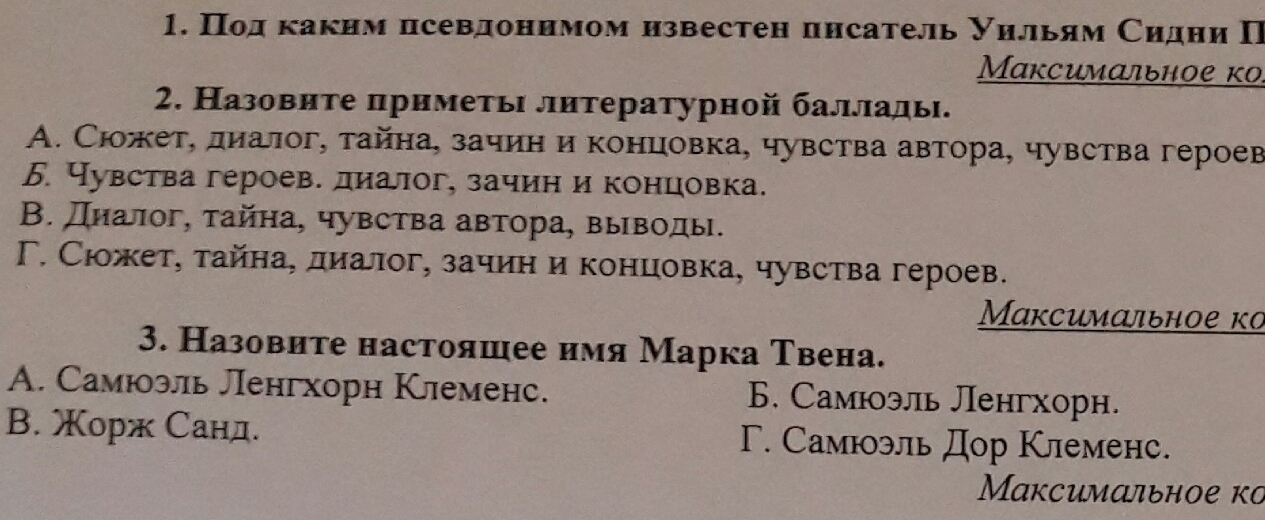 1. Под каким псевдонимом известен писатель Уильям Сидни П
Максимальное ко
2. Назовите приметы литературной баллады.
А. Сюжет, диалог, тайна, зачин и концовка, чувства автора, чувства героев
Б. Чувства героев. диалог, зачин и концовка.
В. Диалог, тайна, чувства автора, выводы.
Г. Сюжет, тайна, диалог, зачин и концовка, чувства героев.
Максимальное ко
3. Назовите настоящее имя Марка Твена.
А. Самюэль Ленгхорн Клеменс. Б. Самюэль Ленгхорн.
В. Жорж Санд. Г. Самюэль Дор Клеменс.
Максимальное ко